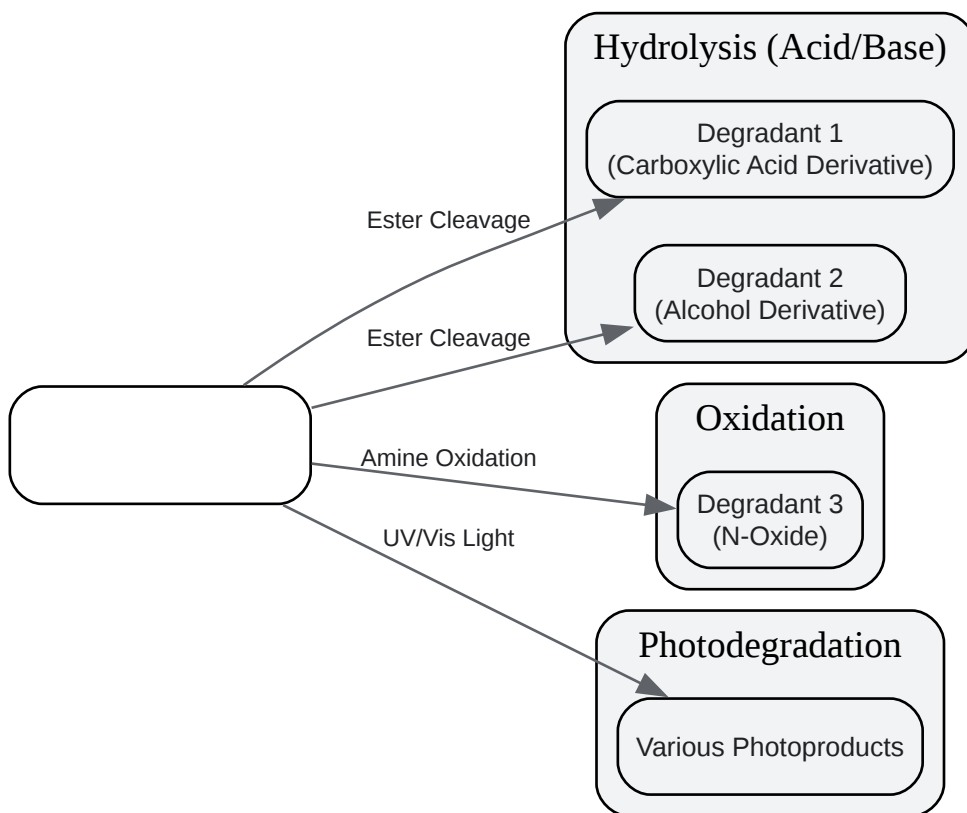 Hydrolysis (Acid/Base)
Degradant 1
(Carboxylic Acid Derivative)
Ester Cleavage
Degradant 2
(Alcohol Derivative)
Ester Cleavage
Oxidation
Amine Oxidation
Degradant 3
(N-Oxide)
UV/Vis Light
Photodegradation
Various Photoproducts